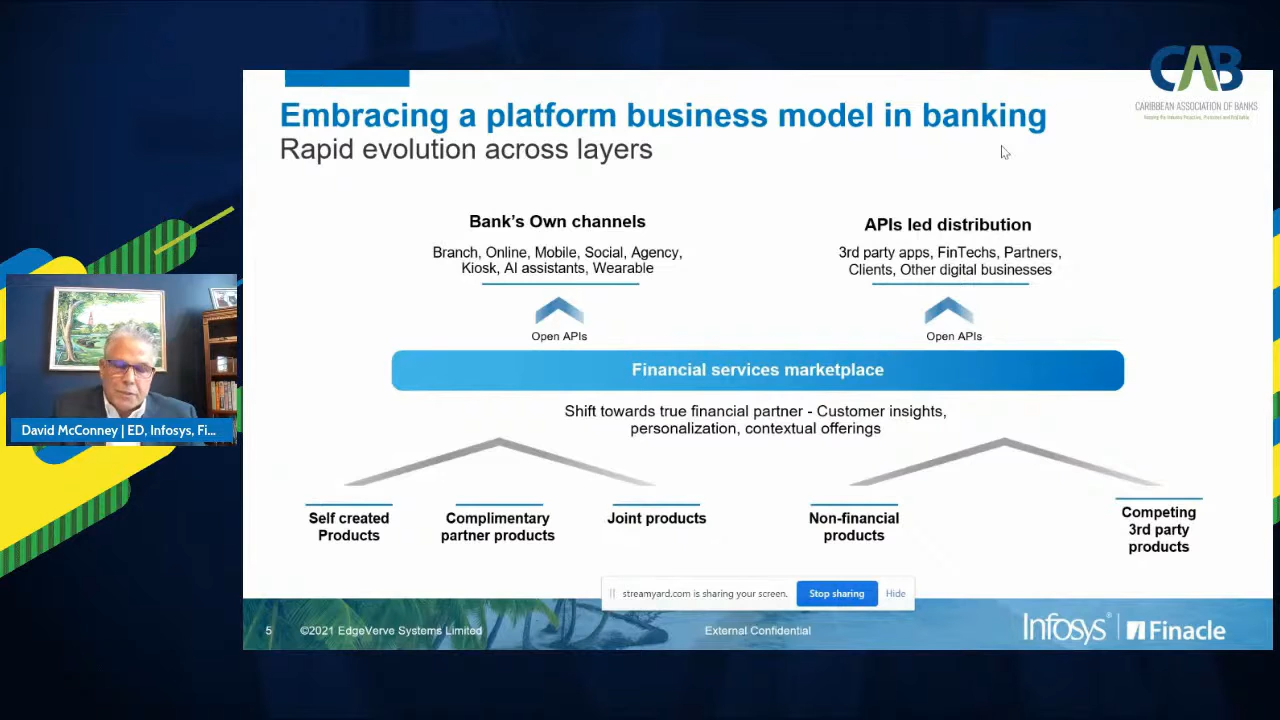 CAB
CARIBBEAN ASSOCIATION OF BANKS
Embracing a platform business model in banking
Rapid evolution across layers
Bank's Own channels
Branch, Online, Mobile, Social, Agency,
Kiosk, AI assistants, Wearable
APIs led distribution
3rd party apps, FinTechs, Partners,
Clients, Other digital businesses
Open APIs
Open APIs
Financial services marketplace
Shift towards true financial partner - Customer insights,
personalization, contextual offerings
David McConney | ED, Infosys, Fi...
Self created
Products
Complimentary
partner products
Joint products
Non-financial
products
Competing
3rd party
products
streamyard.com is sharing your screen.
Stop sharing
Hide
5
©2021 EdgeVerve Systems Limited
External Confidential
Infosys® | Finacle